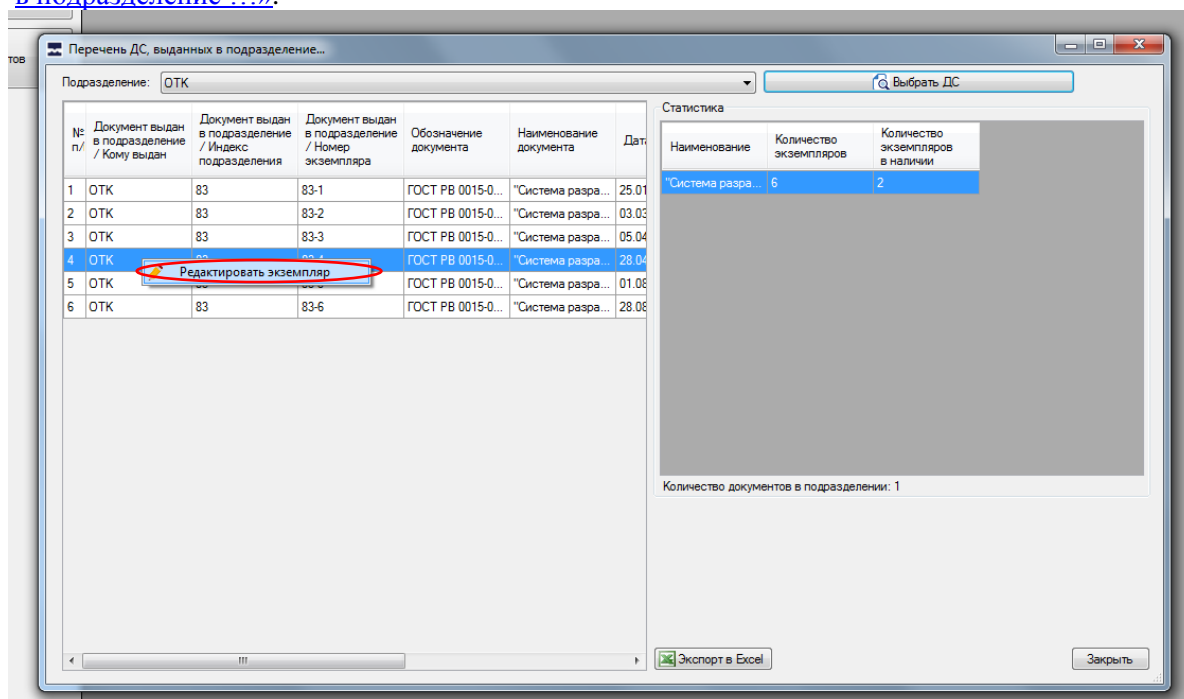 в подразделение …».
тов
Перечень ДС, выданных в подразделение...
Подразделение: ОТК
Выбрать ДС
№ п/
Документ выдан в подразделение / Кому выдан
Документ выдан в подразделение / Индекс подразделения
Документ выдан в подразделение / Номер экземпляра
Обозначение документа
Наименование документа
Дата
1 ОТК 83 83-1 ГОСТ РВ 0015-0... "Система разра... 25.01
2 ОТК 83 83-2 ГОСТ РВ 0015-0... "Система разра... 03.03
3 ОТК 83 83-3 ГОСТ РВ 0015-0... "Система разра... 05.04
4 ОТК ГОСТ РВ 0015-0... "Система разра... 28.04
Редактировать экземпляр
5 ОТК ГОСТ РВ 0015-0... "Система разра... 01.08
6 ОТК 83 83-6 ГОСТ РВ 0015-0... "Система разра... 28.08
Статистика
Наименование
Количество экземпляров
Количество экземпляров в наличии
"Система разра... 6 2
Количество документов в подразделении: 1
Экспорт в Excel
Закрыть